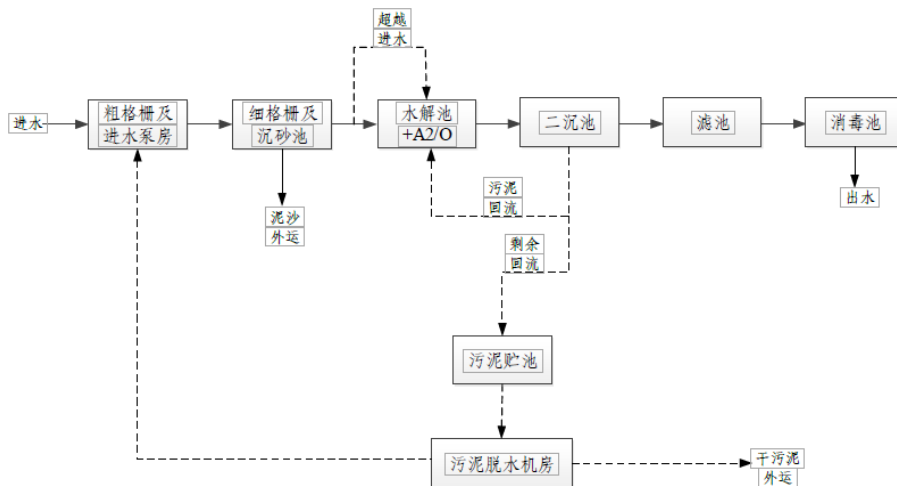 超越
进水
进水
粗格栅及
进水泵房
细格栅及
沉砂池
水解池
+A2/O
二沉池
滤池
消毒池
泥沙
外运
污泥
回流
出水
剩余
回流
污泥贮池
污泥脱水机房
干污泥
外运